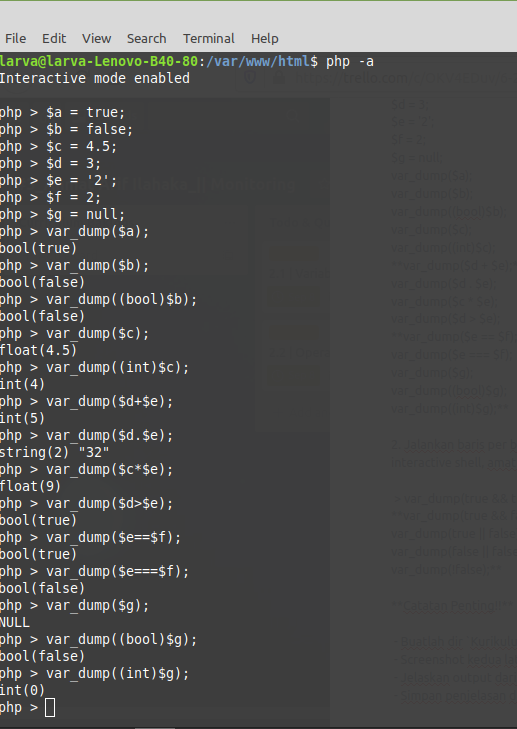 File Edit View Search Terminal Help
larva@larva-Lenovo-B40-80:/var/www/html$ php -a
Interactive mode enabled
php > $a = true;
php > $b = false;
php > $c = 4.5;
php > $d = 3;
php > $e = '2';
php > $f = 2;
php > $g = null;
php > var_dump($a);
bool(true)
php > var_dump($b);
bool(false)
php > var_dump((bool)$b);
bool(false)
php > var_dump($c);
float(4.5)
php > var_dump((int)$c);
int(4)
php > var_dump($d+$e);
int(5)
php > var_dump($d.$e);
string(2) "32"
php > var_dump($c*$e);
float(9)
php > var_dump($d>$e);
bool(true)
php > var_dump($e==$f);
bool(true)
php > var_dump($e===$f);
bool(false)
php > var_dump($g);
NULL
php > var_dump((bool)$g);
bool(false)
php > var_dump((int)$g);
int(0)
php >